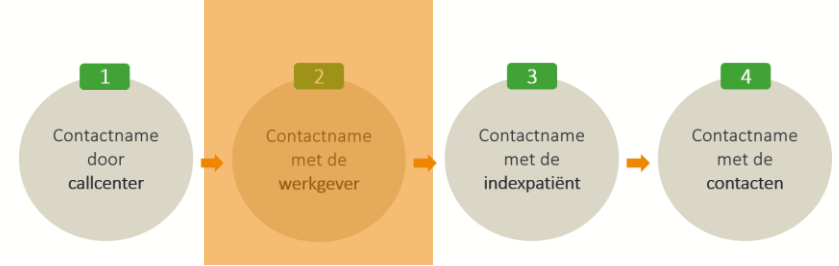 1
Contactname
door
callcenter
2
Contactname
met de
werkgever
3
Contactname
met de
indexpatiënt
4
Contactname
met de
contacten